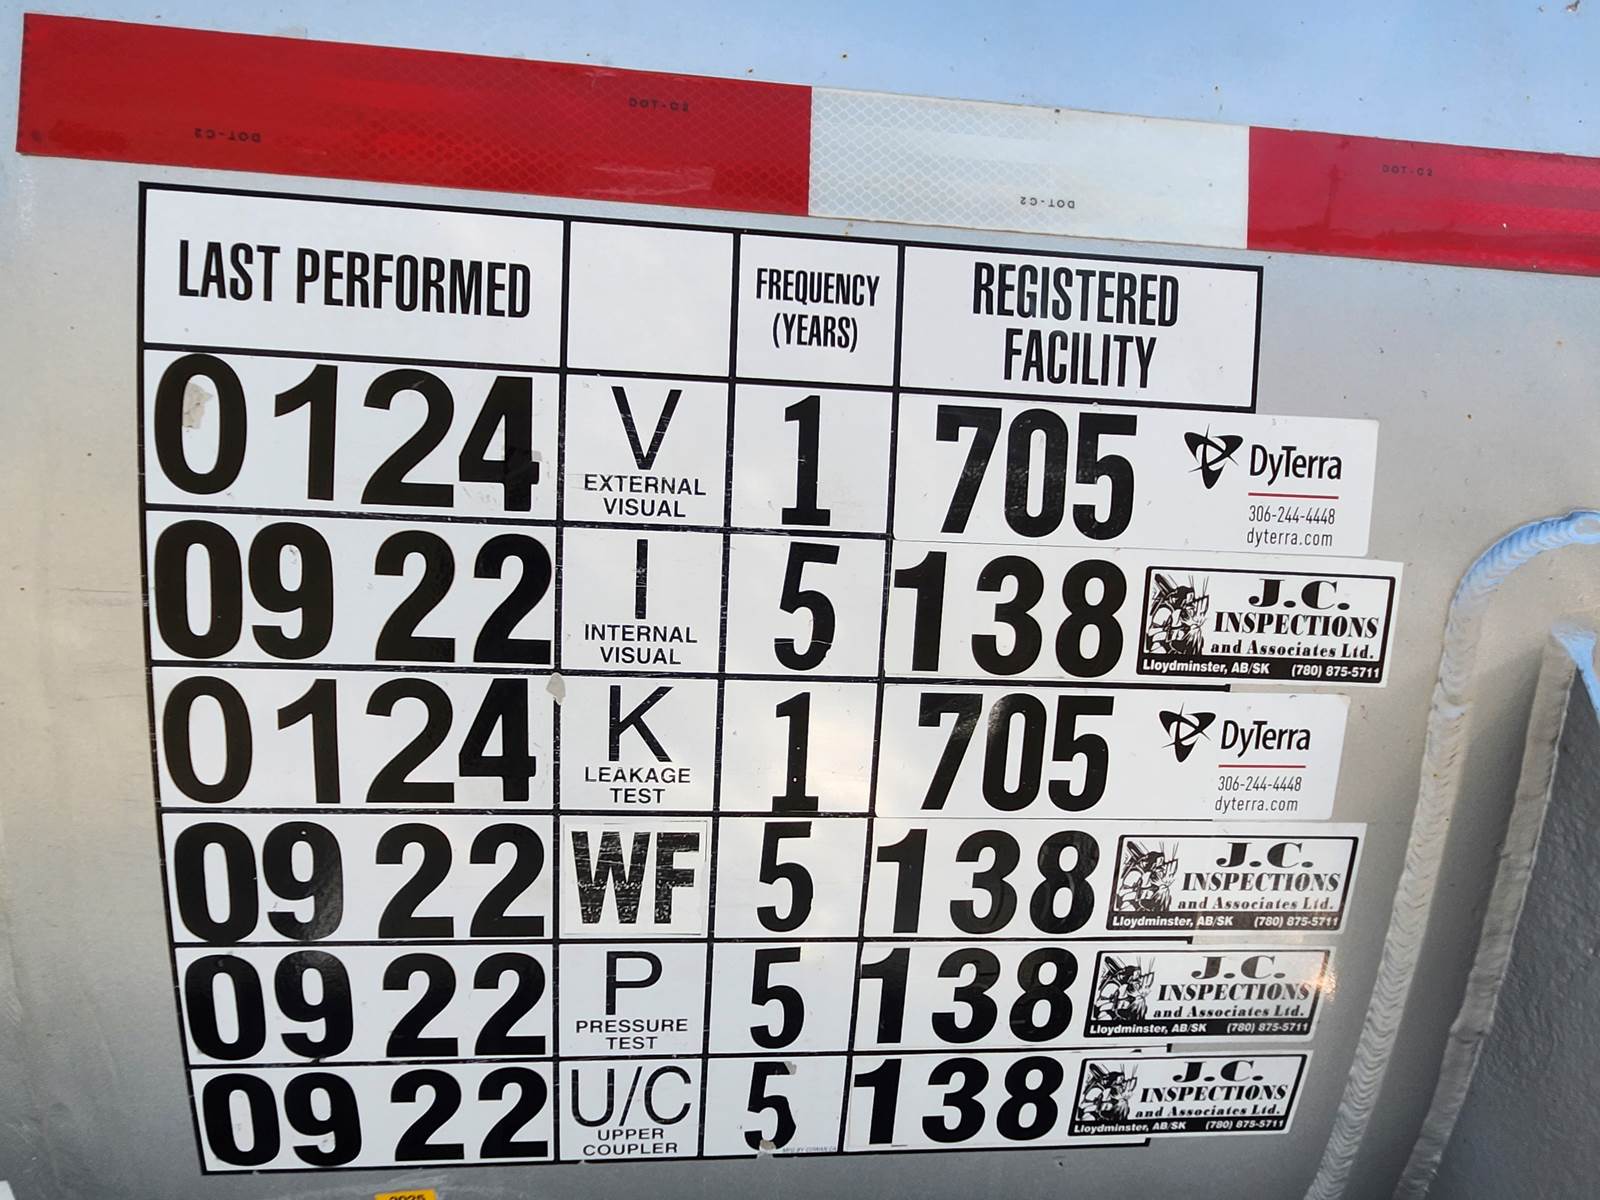 DOT-C2
DOT-C2
DOT-C2
DOT-C2
LAST PERFORMED FREQUENCY (YEARS) REGISTERED FACILITY
0124 V EXTERNAL VISUAL 1 705 DyTerra 306-244-4448 dyterra.com
09 22 I INTERNAL VISUAL 5 138 J.C. INSPECTIONS and Associates Ltd. Lloydminster, AB/SK (780) 875-5711
0124 K LEAKAGE TEST 1 705 DyTerra 306-244-4448 dyterra.com
09 22 WF 5 138 J.C. INSPECTIONS and Associates Ltd. Lloydminster, AB/SK (780) 875-5711
09 22 P PRESSURE TEST 5 138 J.C. INSPECTIONS and Associates Ltd. Lloydminster, AB/SK (780) 875-5711
09 22 U/C UPPER COUPLER 5 138 J.C. INSPECTIONS and Associates Ltd. Lloydminster, AB/SK (780) 875-5711